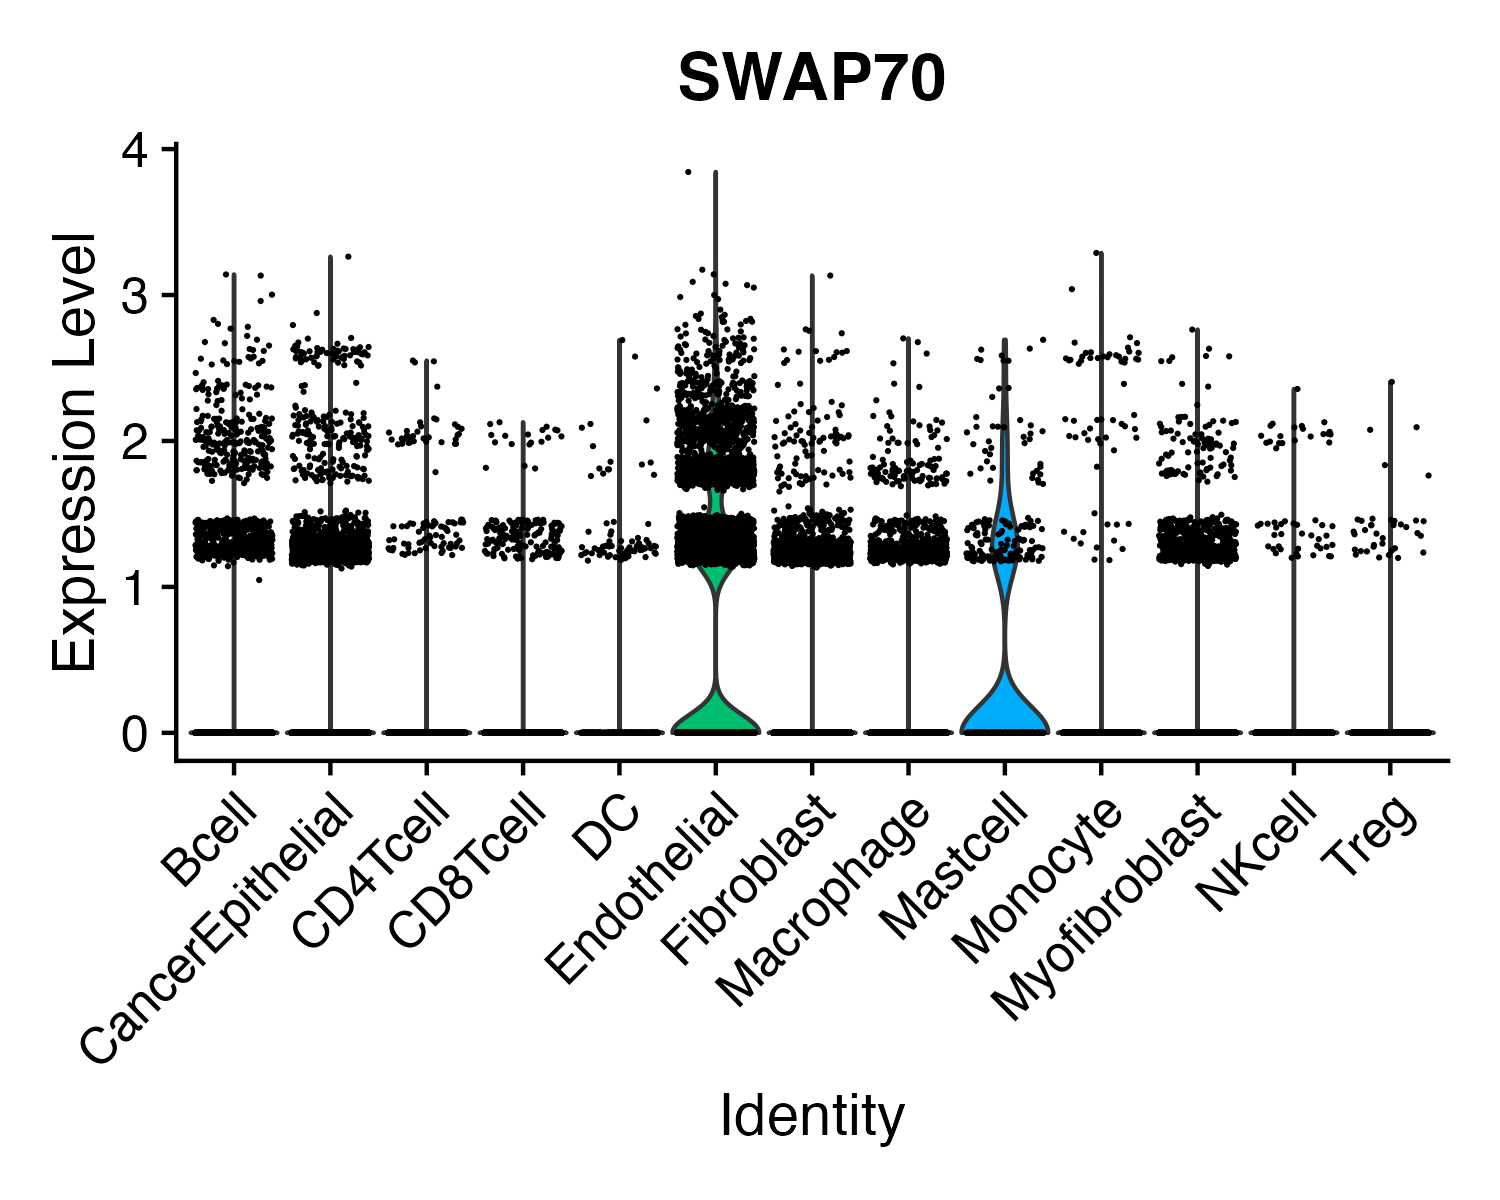 SWAP70
Expression Level
4
3
2
1
0
Bcell
CancerEpithelial
CD4Tcell
CD8Tcell
DC
Endothelial
Fibroblast
Macrophage
Mastcell
Monocyte
Myofibroblast
NKcell
Treg
Identity